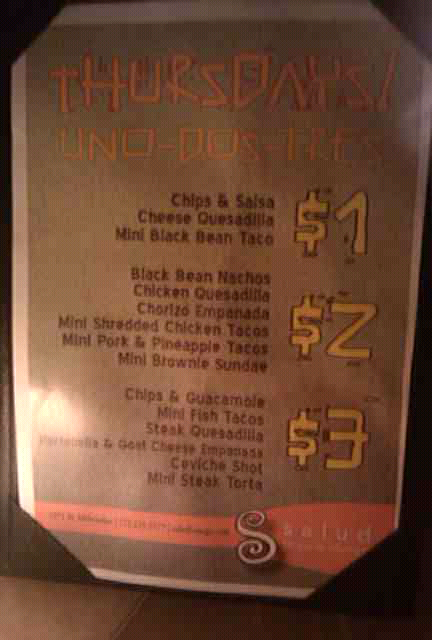 THURSDAYS!
UNO-DOS-TRES
Chips & Salsa
Cheese Quesadilla
Mini Black Bean Taco
$1
Black Bean Nachos
Chicken Quesadilla
Chorizo Empanada
Mini Shredded Chicken Tacos
Mini Pork & Pineapple Tacos
Mini Brownie Sundae
$2
Chips & Guacamole
Mini Fish Tacos
Steak Quesadilla
Portobella & Goat Cheese Empanada
Ceviche Shot
Mini Steak Torta
$3
salud